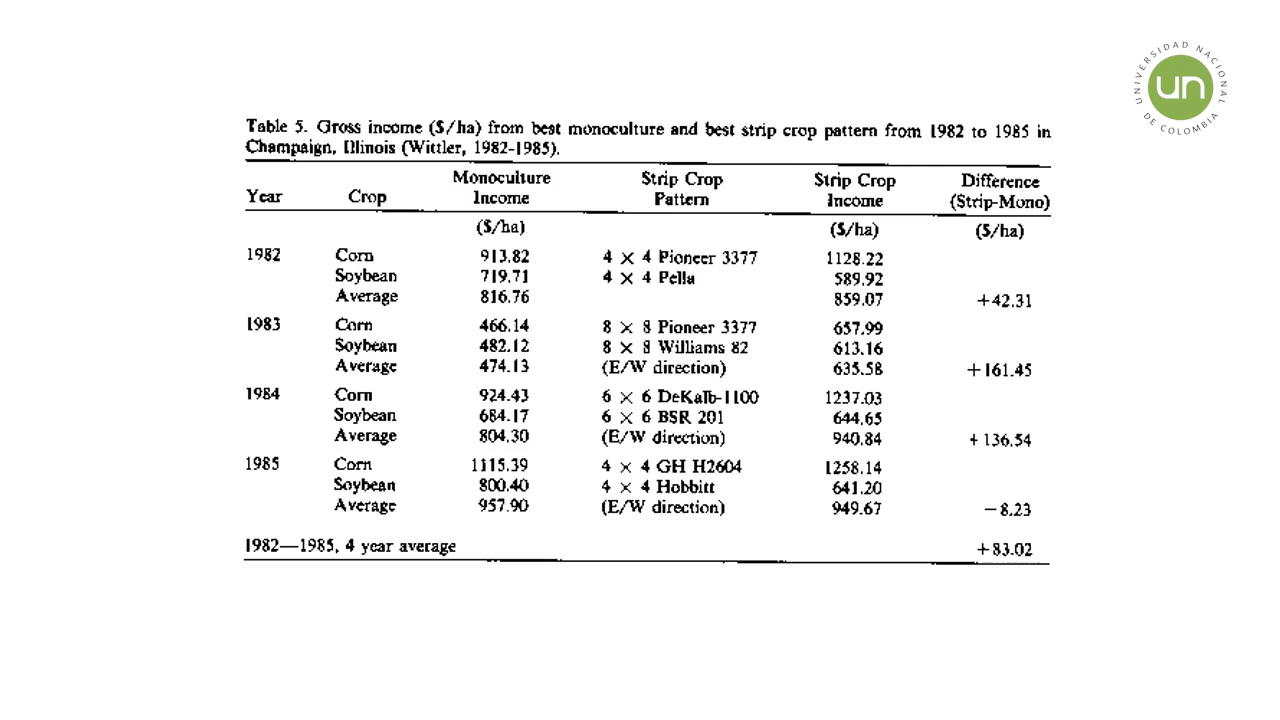 UNIVERSIDAD NACIONAL
DE COLOMBIA
un
Table 5. Gross income ($/ha) from best monoculture and best strip crop pattern from 1982 to 1985 in
Champaign, Illinois (Wittler, 1982-1985).
Year Crop Monoculture Income Strip Crop Pattern Strip Crop Income Difference (Strip-Mono)
($/ha) ($/ha) ($/ha)
1982 Corn 913.82 4 × 4 Pioneer 3377 1128.22
Soybean 719.71 4 × 4 Pella 589.92
Average 816.76 859.07 +42.31
1983 Corn 466.14 8 × 8 Pioneer 3377 657.99
Soybean 482.12 8 × 8 Williams 82 613.16
Average 474.13 (E/W direction) 635.58 +161.45
1984 Corn 924.43 6 × 6 DeKalb-1100 1237.03
Soybean 684.17 6 × 6 BSR 201 644.65
Average 804.30 (E/W direction) 940.84 +136.54
1985 Corn 1115.39 4 × 4 GH H2604 1258.14
Soybean 800.40 4 × 4 Hobbitt 641.20
Average 957.90 (E/W direction) 949.67 −8.23
1982—1985, 4 year average +83.02